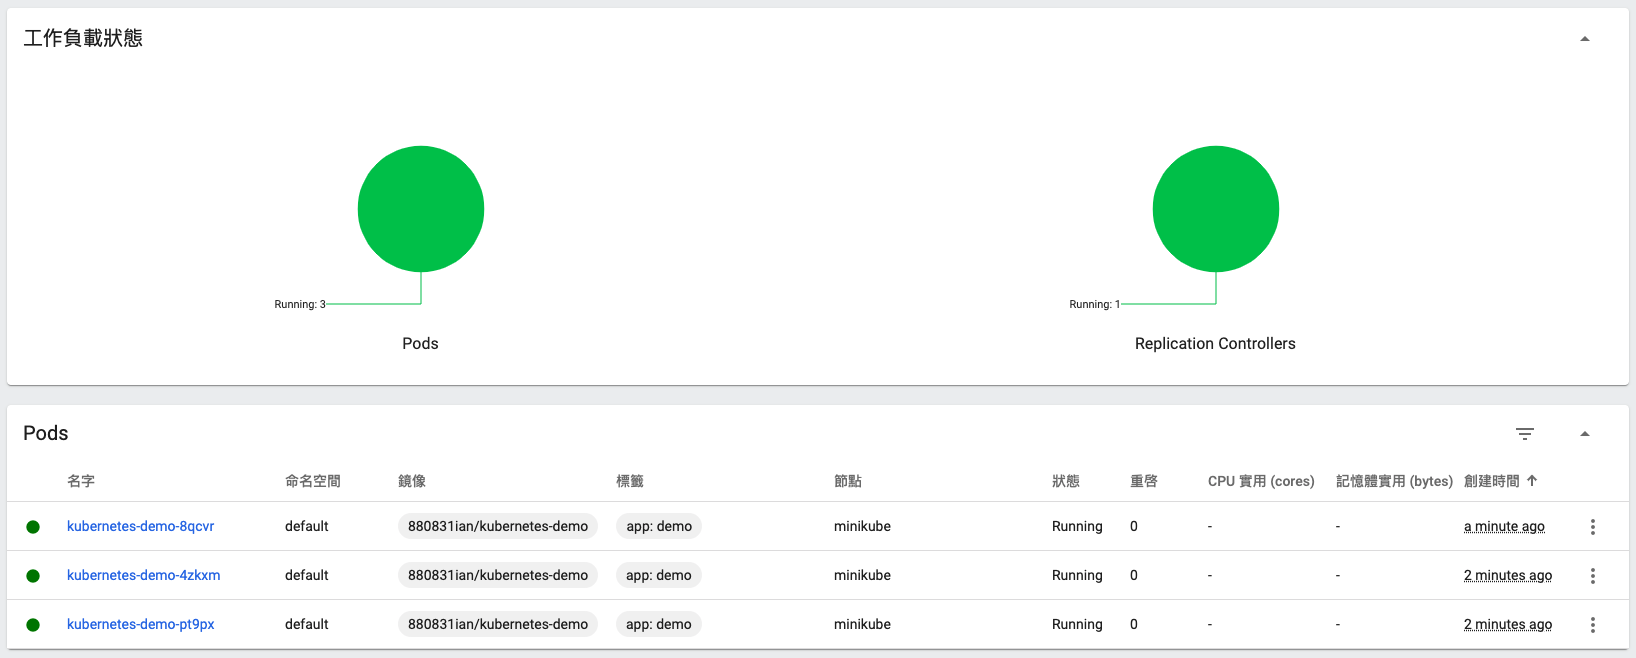 工作負載狀態
Running: 3
Running: 1
Pods
Replication Controllers
Pods
名字 命名空間 鏡像 標籤 節點 狀態 重啓 CPU 實用 (cores) 記憶體實用 (bytes) 創建時間
kubernetes-demo-8qcvr default 880831ian/kubernetes-demo app: demo minikube Running 0 - - a minute ago
kubernetes-demo-4zkxm default 880831ian/kubernetes-demo app: demo minikube Running 0 - - 2 minutes ago
kubernetes-demo-pt9px default 880831ian/kubernetes-demo app: demo minikube Running 0 - - 2 minutes ago